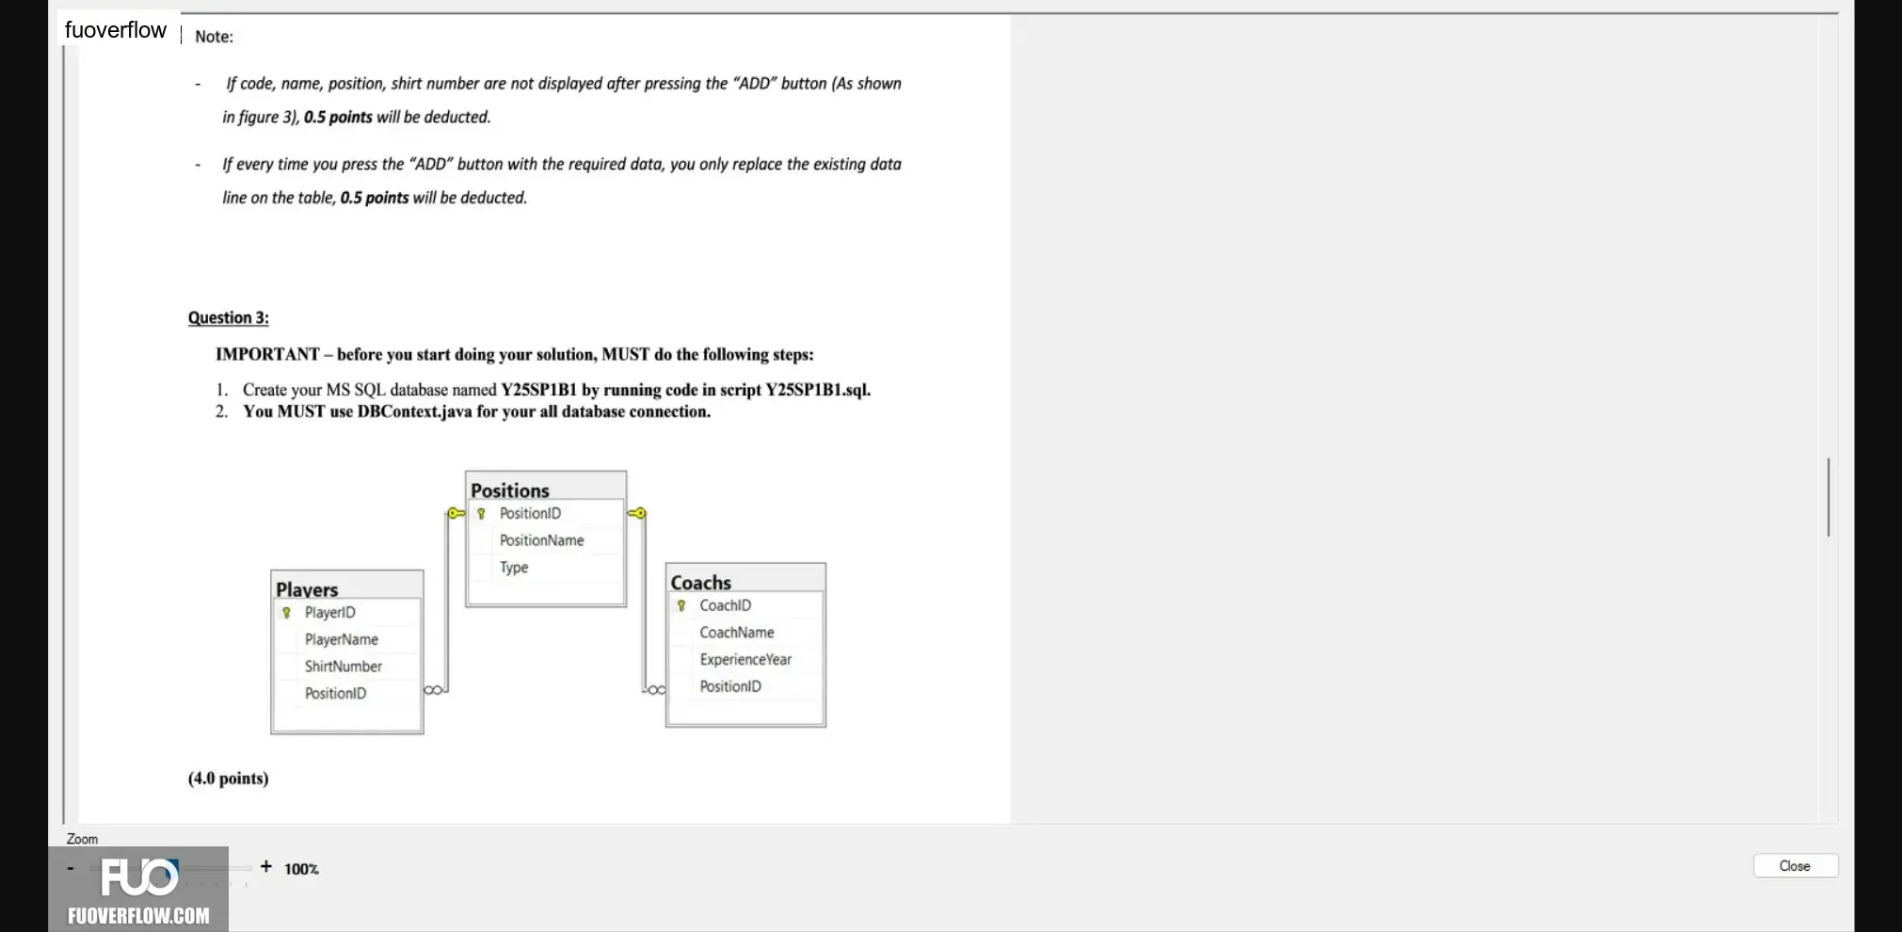 fuoverflow
Note:
- If code, name, position, shirt number are not displayed after pressing the “ADD” button (As shown
in figure 3), 0.5 points will be deducted.
- If every time you press the “ADD” button with the required data, you only replace the existing data
line on the table, 0.5 points will be deducted.
Question 3:
IMPORTANT – before you start doing your solution, MUST do the following steps:
1. Create your MS SQL database named Y25SP1B1 by running code in script Y25SP1B1.sql.
2. You MUST use DBContext.java for your all database connection.
Positions
PositionID
PositionName
Type
Players
PlayerID
PlayerName
ShirtNumber
PositionID
Coachs
CoachID
CoachName
ExperienceYear
PositionID
(4.0 points)
Zoom
- + 100%
Close
FUO
FUOVERFLOW.COM